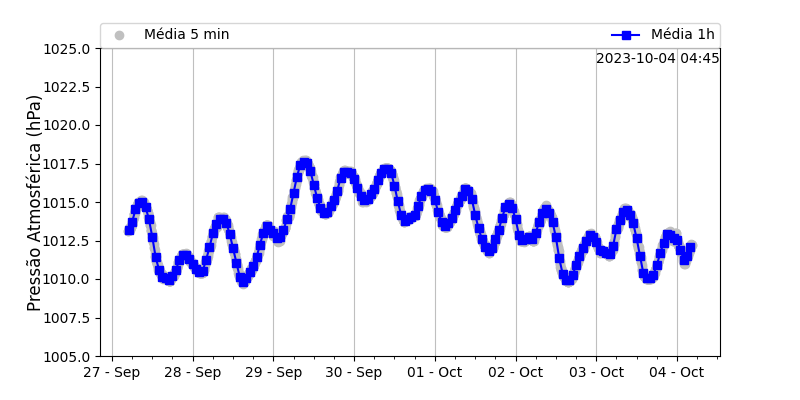 Média 5 min
Média 1h
2023-10-04 04:45
Pressão Atmosférica (hPa)
1025.0
1022.5
1020.0
1017.5
1015.0
1012.5
1010.0
1007.5
1005.0
27 - Sep
28 - Sep
29 - Sep
30 - Sep
01 - Oct
02 - Oct
03 - Oct
04 - Oct